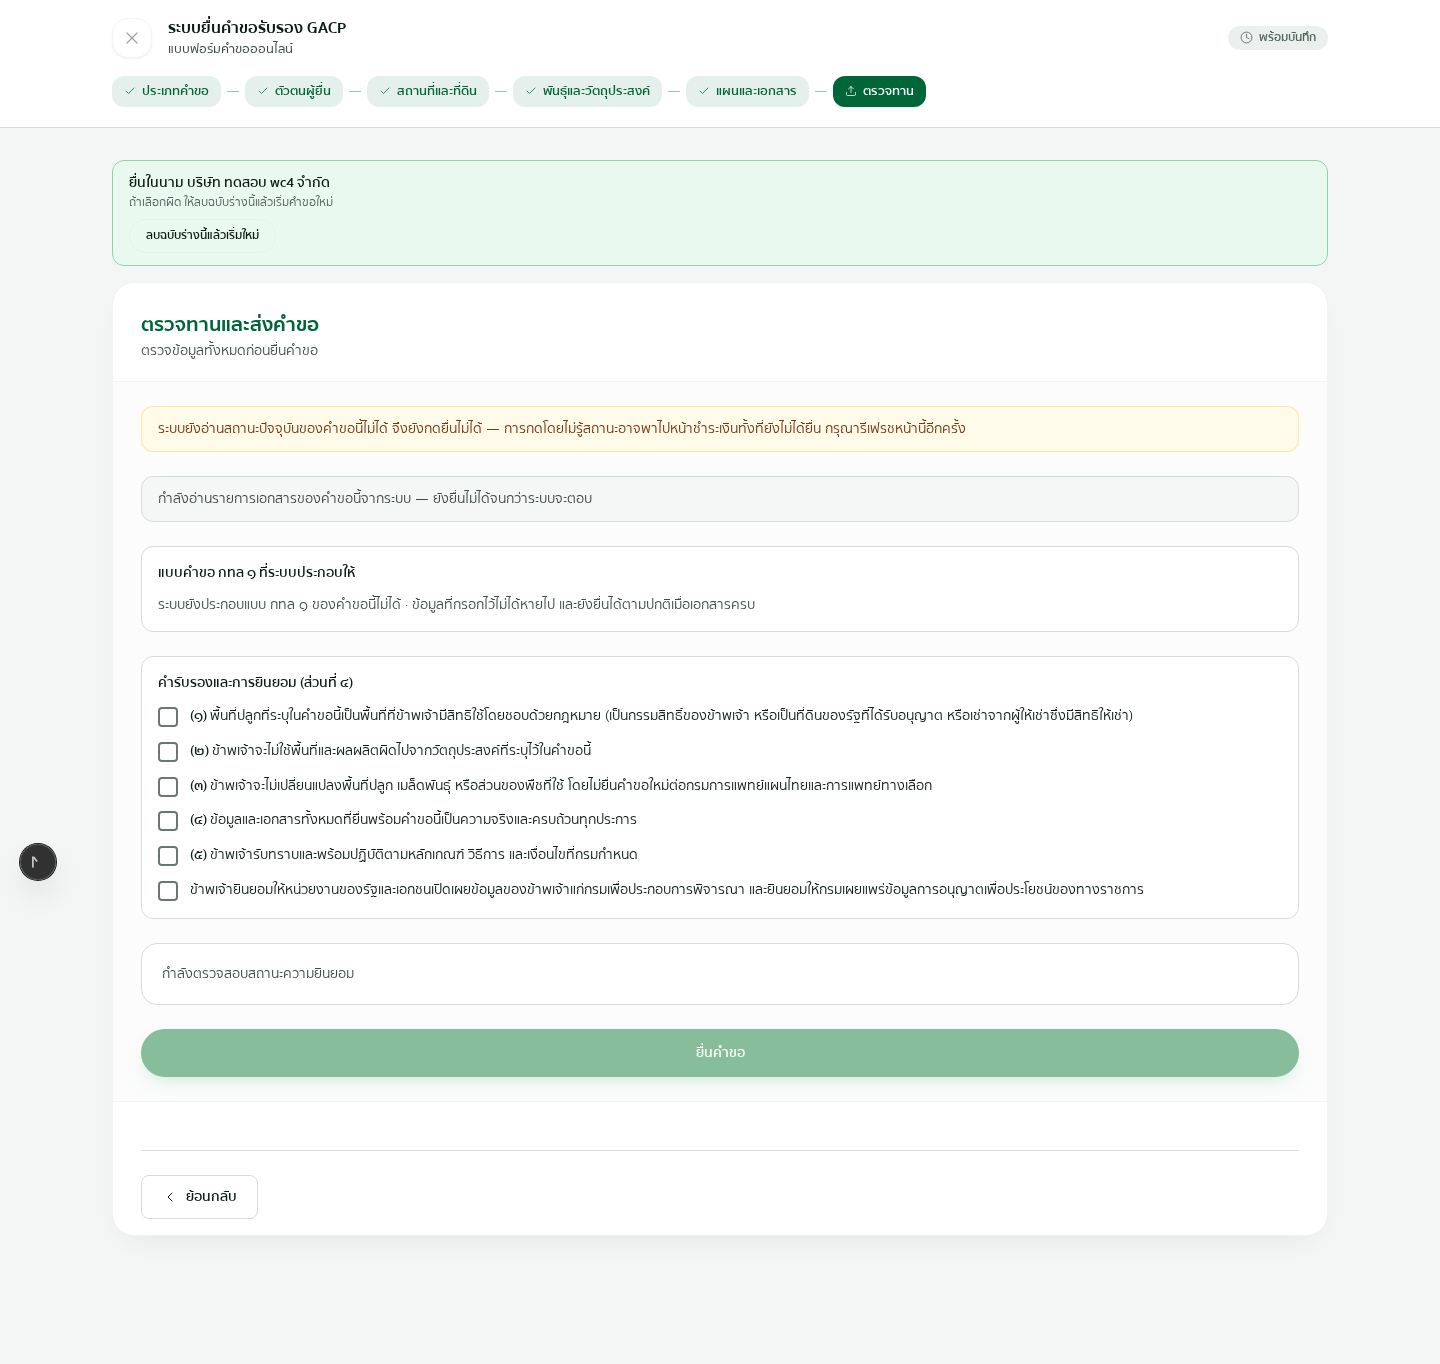 ระบบยื่นคำขอรับรอง GACP
แบบฟอร์มคำขอออนไลน์
พร้อมบันทึก
ประเภทคำขอ
ตัวตนผู้ยื่น
สถานที่และที่ดิน
พันธุ์และวัตถุประสงค์
แผนและเอกสาร
ตรวจทาน
ยื่นในนาม บริษัท ทดสอบ wc4 จำกัด
ถ้าเลือกผิด ให้ลบฉบับร่างนี้แล้วเริ่มคำขอใหม่
ลบฉบับร่างนี้แล้วเริ่มใหม่
ตรวจทานและส่งคำขอ
ตรวจข้อมูลทั้งหมดก่อนยื่นคำขอ
ระบบยังอ่านสถานะปัจจุบันของคำขอนี้ไม่ได้ จึงยังกดยื่นไม่ได้ — การกดโดยไม่รู้สถานะอาจพาไปหน้าชำระเงินทั้งที่ยังไม่ได้ยื่น กรุณารีเฟรชหน้านี้อีกครั้ง
กำลังอ่านรายการเอกสารของคำขอนี้จากระบบ — ยังยื่นไม่ได้จนกว่าระบบจะตอบ
แบบคำขอ กทล ๑ ที่ระบบประกอบให้
ระบบยังประกอบแบบ กทล ๑ ของคำขอนี้ไม่ได้ · ข้อมูลที่กรอกไว้ไม่ได้หายไป และยังยื่นได้ตามปกติเมื่อเอกสารครบ
คำรับรองและการยินยอม (ส่วนที่ ๔)
(๑) พื้นที่ปลูกที่ระบุในคำขอนี้เป็นพื้นที่ที่ข้าพเจ้ามีสิทธิใช้โดยชอบด้วยกฎหมาย (เป็นกรรมสิทธิ์ของข้าพเจ้า หรือเป็นที่ดินของรัฐที่ได้รับอนุญาต หรือเช่าจากผู้ให้เช่าซึ่งมีสิทธิให้เช่า)
(๒) ข้าพเจ้าจะไม่ใช้พื้นที่และผลผลิตผิดไปจากวัตถุประสงค์ที่ระบุไว้ในคำขอนี้
(๓) ข้าพเจ้าจะไม่เปลี่ยนแปลงพื้นที่ปลูก เมล็ดพันธุ์ หรือส่วนของพืชที่ใช้ โดยไม่ยื่นคำขอใหม่ต่อกรมการแพทย์แผนไทยและการแพทย์ทางเลือก
(๔) ข้อมูลและเอกสารทั้งหมดที่ยื่นพร้อมคำขอนี้เป็นความจริงและครบถ้วนทุกประการ
(๕) ข้าพเจ้ารับทราบและพร้อมปฏิบัติตามหลักเกณฑ์ วิธีการ และเงื่อนไขที่กรมกำหนด
ข้าพเจ้ายินยอมให้หน่วยงานของรัฐและเอกชนเปิดเผยข้อมูลของข้าพเจ้าแก่กรมเพื่อประกอบการพิจารณา และยินยอมให้กรมเผยแพร่ข้อมูลการอนุญาตเพื่อประโยชน์ของทางราชการ
กำลังตรวจสอบสถานะความยินยอม
ยื่นคำขอ
ย้อนกลับ